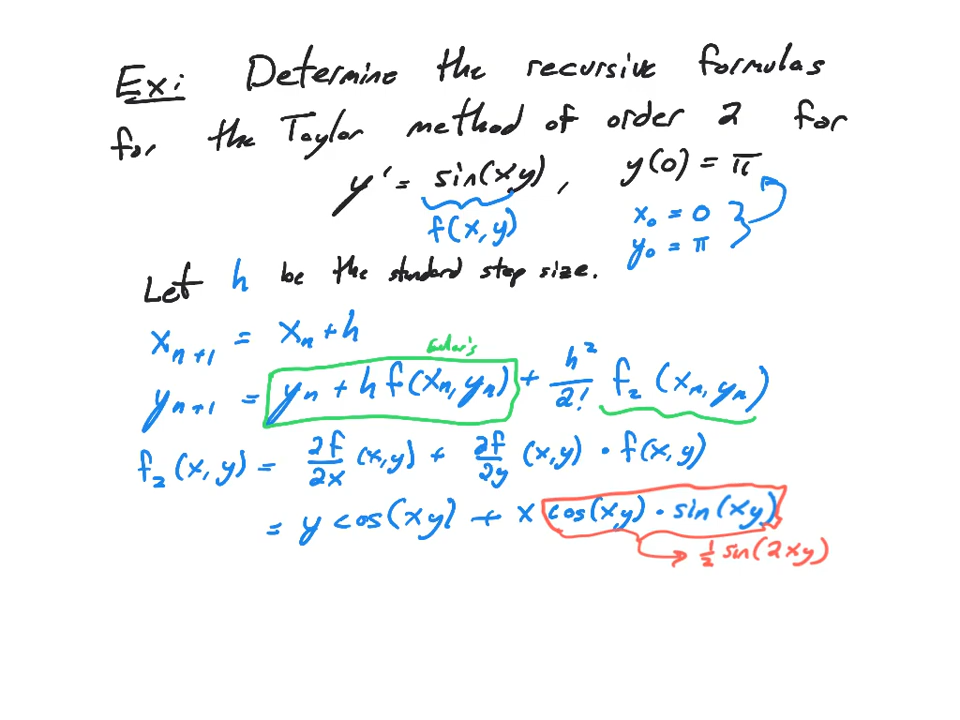 Ex: Determine the recursive formulas
for the Taylor method of order 2 for
y' = sin(xy), y(0) = π
f(x,y)
x₀ = 0
y₀ = π
Let h be the standard step size.
xₙ₊₁ = xₙ + h
Euler's
yₙ₊₁ = yₙ + h f(xₙ, yₙ) + h²/2! f₂ (xₙ, yₙ)
f₂ (x, y) = ∂f/∂x (x,y) + ∂f/∂y (x,y) · f(x,y)
= y cos(xy) + x cos(xy) · sin(xy)
½ sin(2xy)